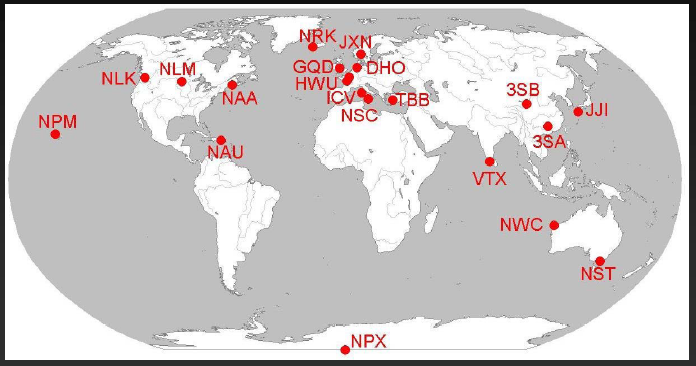 NRK
JXN
GQD
DHO
NLK
NLM
HWU
NAA
ICV
TBB
NSC
3SB
JJI
NPM
NAU
3SA
VTX
NWC
NST
NPX